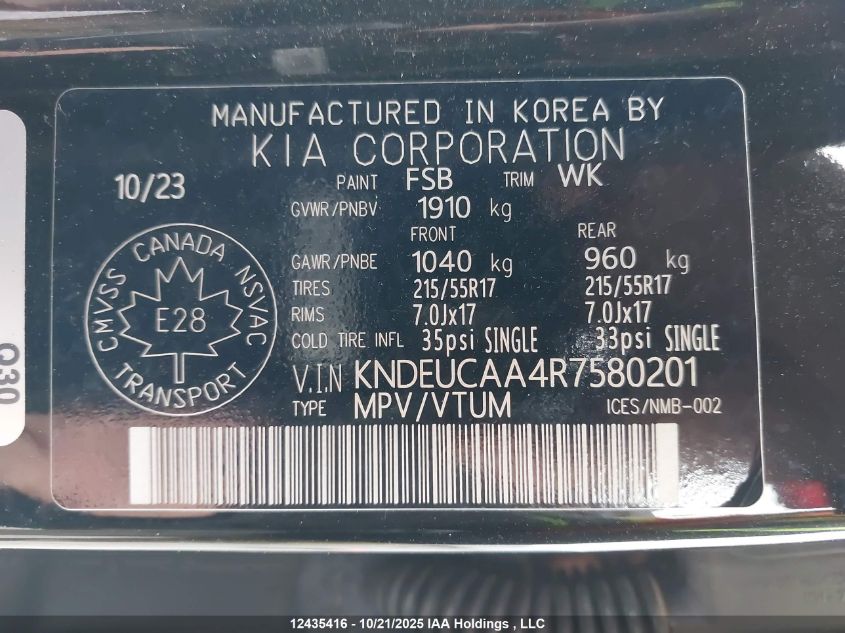 MANUFACTURED IN KOREA BY
KIA CORPORATION
10/23 PAINT FSB TRIM WK
GVWR/PNBV 1910 kg
FRONT REAR
GAWR/PNBE 1040 kg 960 kg
TIRES 215/55R17 215/55R17
RIMS 7.0Jx17 7.0Jx17
COLD TIRE INFL 35psi SINGLE 33psi SINGLE
V.I.N KNDEUCAA4R7580201
TYPE MPV/VTUM ICES/NMB-002
CMVSS CANADA NSVAC
E28
TRANSPORT
Q30
12435416 - 10/21/2025 IAA Holdings , LLC